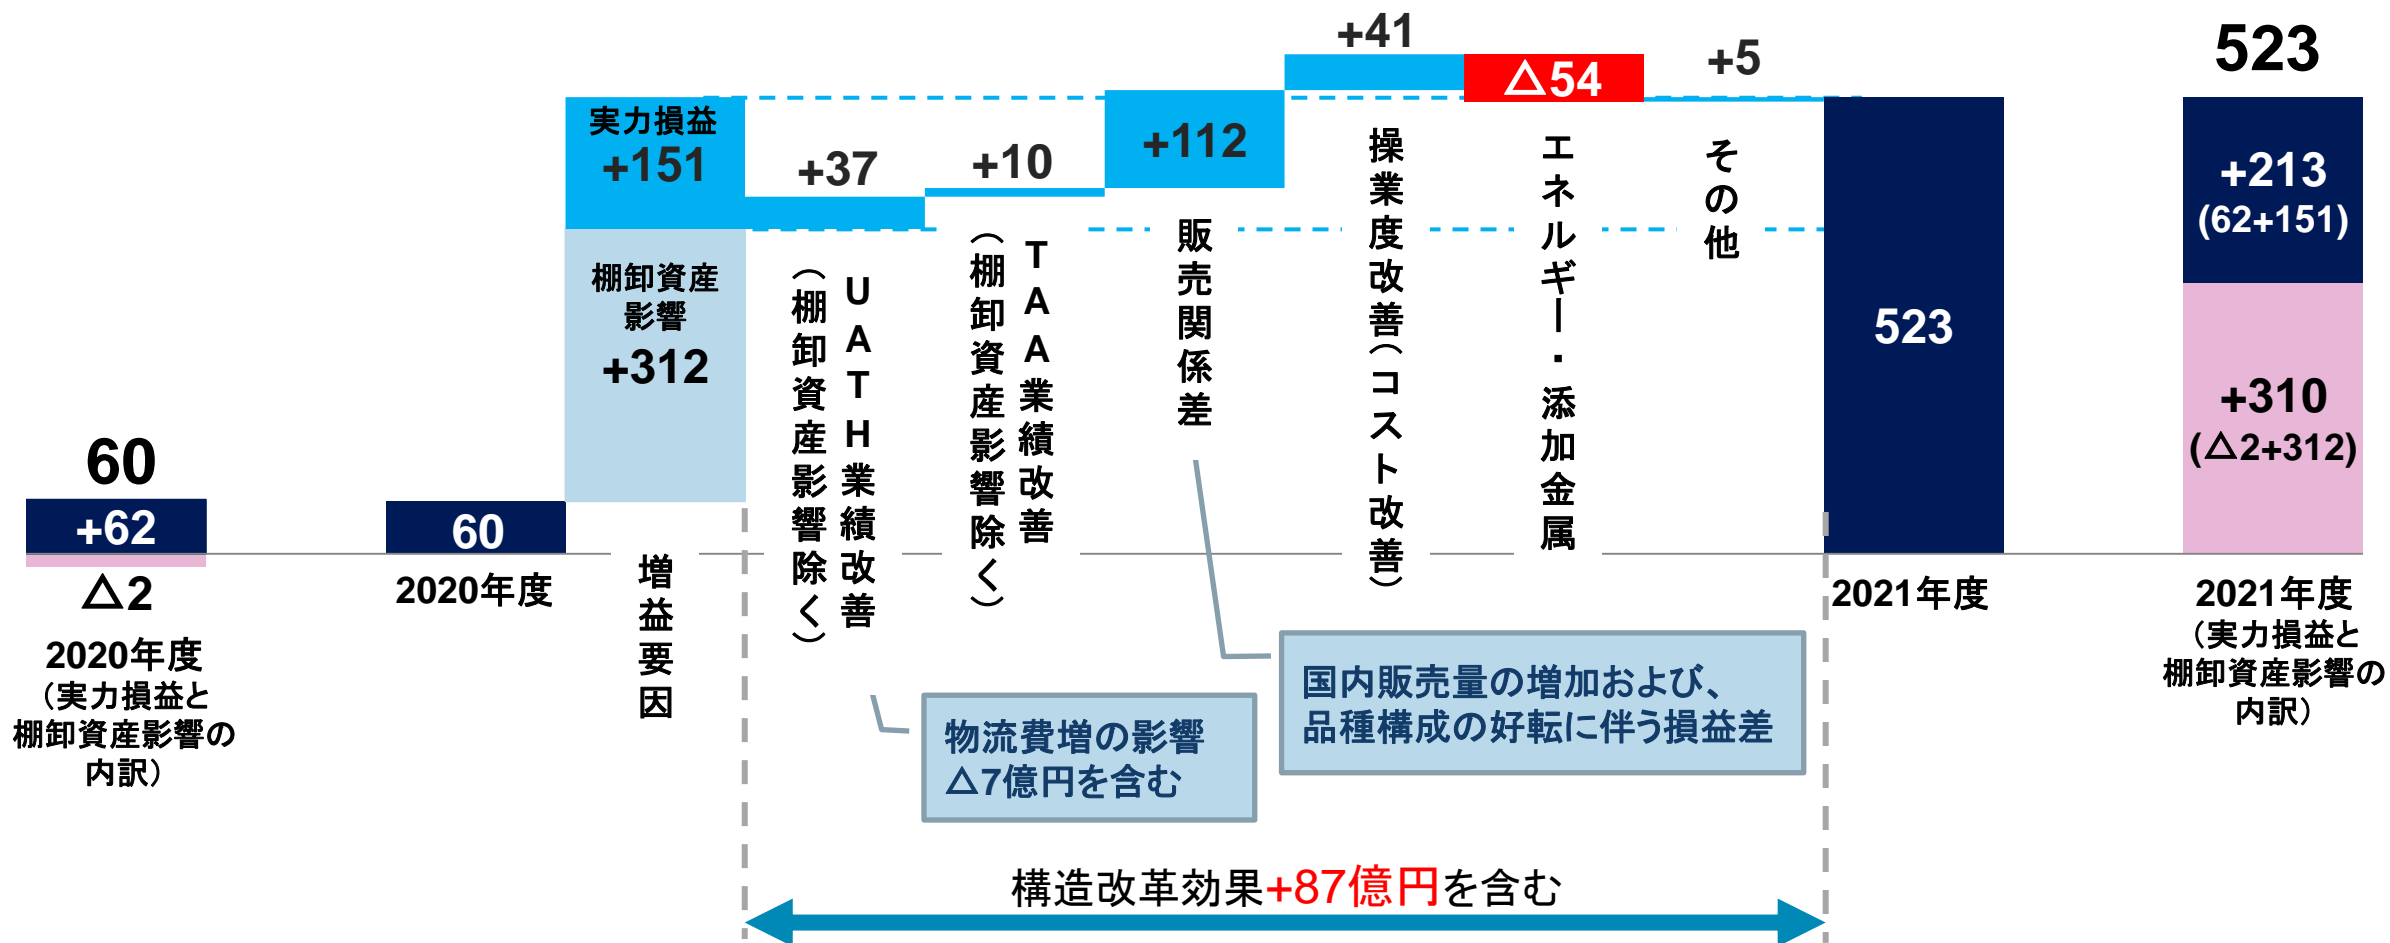 60
+62
△2
2020年度
（実力損益と
棚卸資産影響の
内訳）
60
2020年度
実力損益
+151
棚卸資産
影響
+312
増益要因
+37
UATH業績改善
（棚卸資産影響除く）
+10
TAA業績改善
（棚卸資産影響除く）
+112
販売関係差
+41
操業度改善（コスト改善）
△54
エネルギー・添加金属
+5
その他
523
2021年度
523
+213
(62+151)
+310
(△2+312)
2021年度
（実力損益と
棚卸資産影響の
内訳）
物流費増の影響
△7億円を含む
国内販売量の増加および、
品種構成の好転に伴う損益差
構造改革効果+87億円を含む